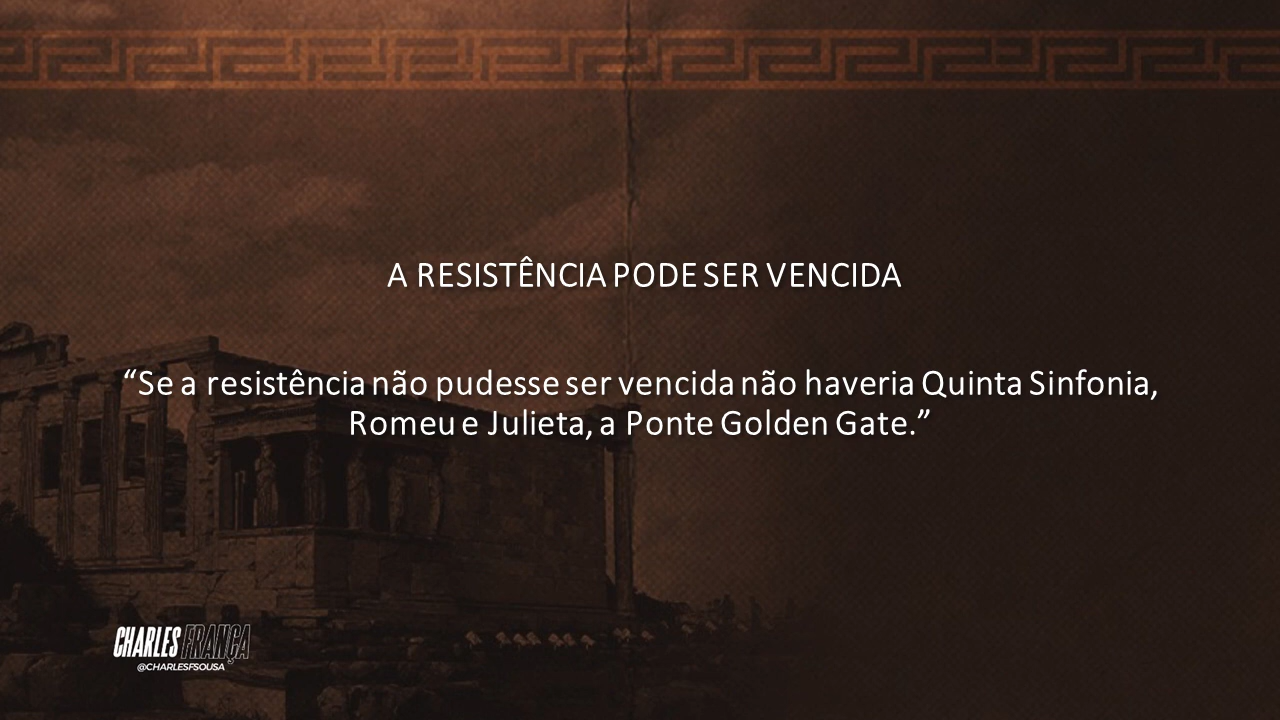 A RESISTÊNCIA PODE SER VENCIDA
“Se a resistência não pudesse ser vencida não haveria Quinta Sinfonia,
Romeu e Julieta, a Ponte Golden Gate.”
CHARLES FRANÇA
@CHARLESFSOUSA